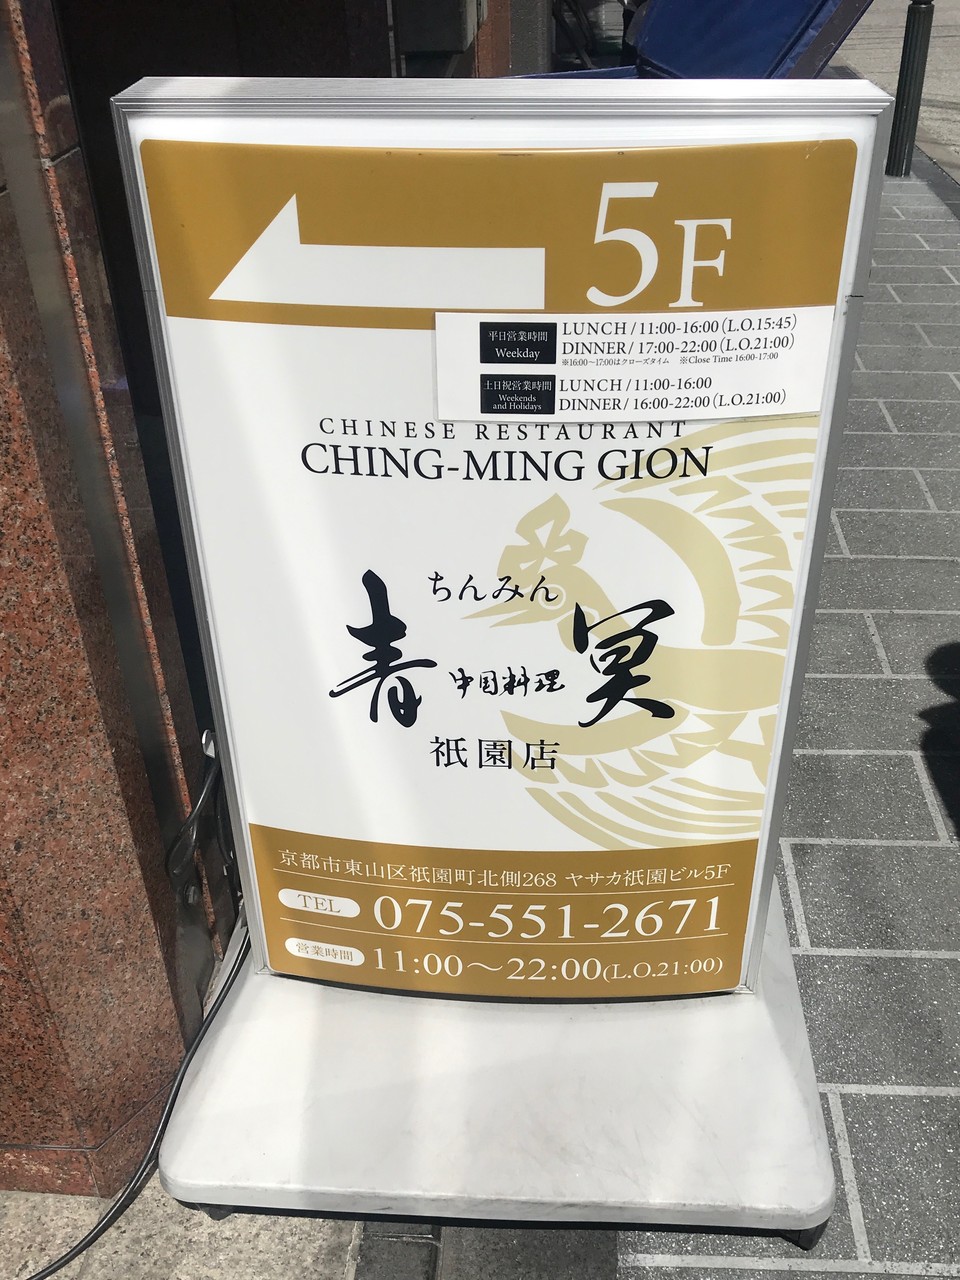 5F
平日営業時間
Weekday
LUNCH / 11:00-16:00 (L.O.15:45)
DINNER / 17:00-22:00 (L.O.21:00)
※16:00～17:00はクローズタイム ※Close Time 16:00-17:00
土日祝営業時間
Weekends
and Holidays
LUNCH / 11:00-16:00
DINNER / 16:00-22:00 (L.O.21:00)
CHINESE RESTAURANT
CHING-MING GION
ちんみん
青冥
中国料理
祇園店
京都市東山区祇園町北側268 ヤサカ祇園ビル5F
TEL 075-551-2671
営業時間 11:00～22:00(L.O.21:00)